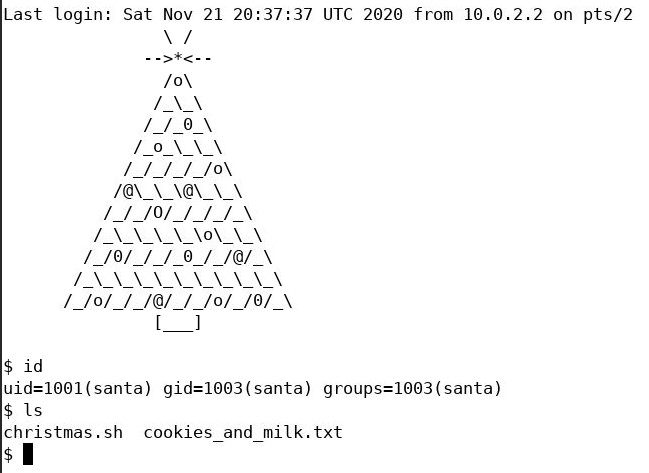 Last login: Sat Nov 21 20:37:37 UTC 2020 from 10.0.2.2 on pts/2
                \ /
              -->*<--
                /o\
               /_\_\
              /_/_0_\
             /_o_\_\_\
            /_/_/_/_/o\
           /@\_\_\@\_\_\
          /_/_/O/_/_/_/_\
         /_\_\_\_\_\o\_\_\
        /_/0/_/_/_0_/_/@/_\
       /_\_\_\_\_\_\_\_\_\_\
      /_/o/_/_/@/_/_/o/_/0/_\
               [___]
$ id
uid=1001(santa) gid=1003(santa) groups=1003(santa)
$ ls
christmas.sh  cookies_and_milk.txt
$